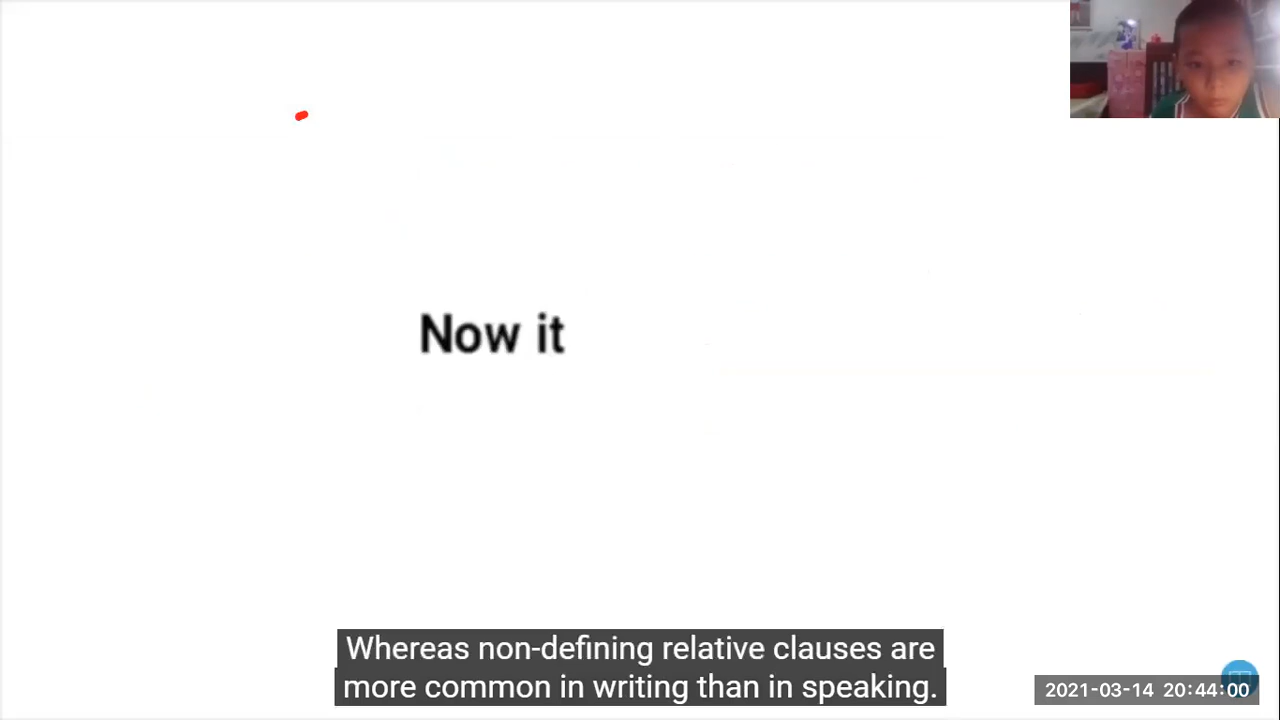 Now it
Whereas non-defining relative clauses are
more common in writing than in speaking.
2021-03-14 20:44:00